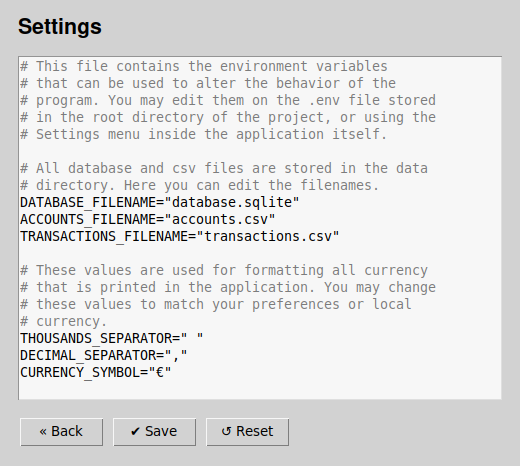 Settings
# This file contains the environment variables
# that can be used to alter the behavior of the
# program. You may edit them on the .env file stored
# in the root directory of the project, or using the
# Settings menu inside the application itself.
# All database and csv files are stored in the data
# directory. Here you can edit the filenames.
DATABASE_FILENAME="database.sqlite"
ACCOUNTS_FILENAME="accounts.csv"
TRANSACTIONS_FILENAME="transactions.csv"
# These values are used for formatting all currency
# that is printed in the application. You may change
# these values to match your preferences or local
# currency.
THOUSANDS_SEPARATOR=" "
DECIMAL_SEPARATOR=","
CURRENCY_SYMBOL="€"
« Back ✔ Save ↺ Reset